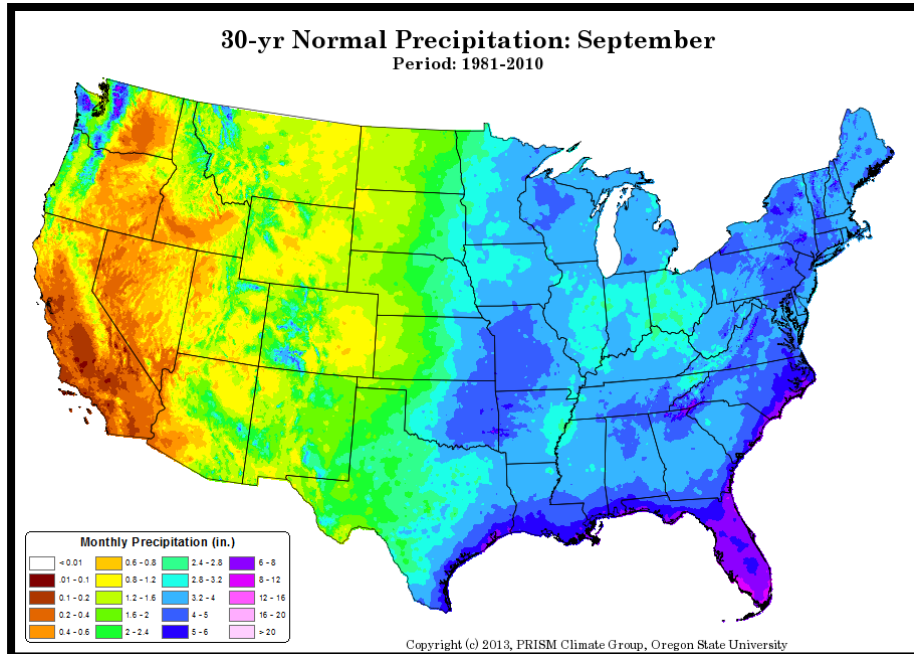 30-yr Normal Precipitation: September
Period: 1981-2010
Monthly Precipitation (in.)
< 0.01 0.6 - 0.8 2.4 - 2.8 6 - 8
.01 - 0.1 0.8 - 1.2 2.8 - 3.2 8 - 12
0.1 - 0.2 1.2 - 1.6 3.2 - 4 12 - 16
0.2 - 0.4 1.6 - 2 4 - 5 16 - 20
0.4 - 0.6 2 - 2.4 5 - 6 > 20
Copyright (c) 2013, PRISM Climate Group, Oregon State University